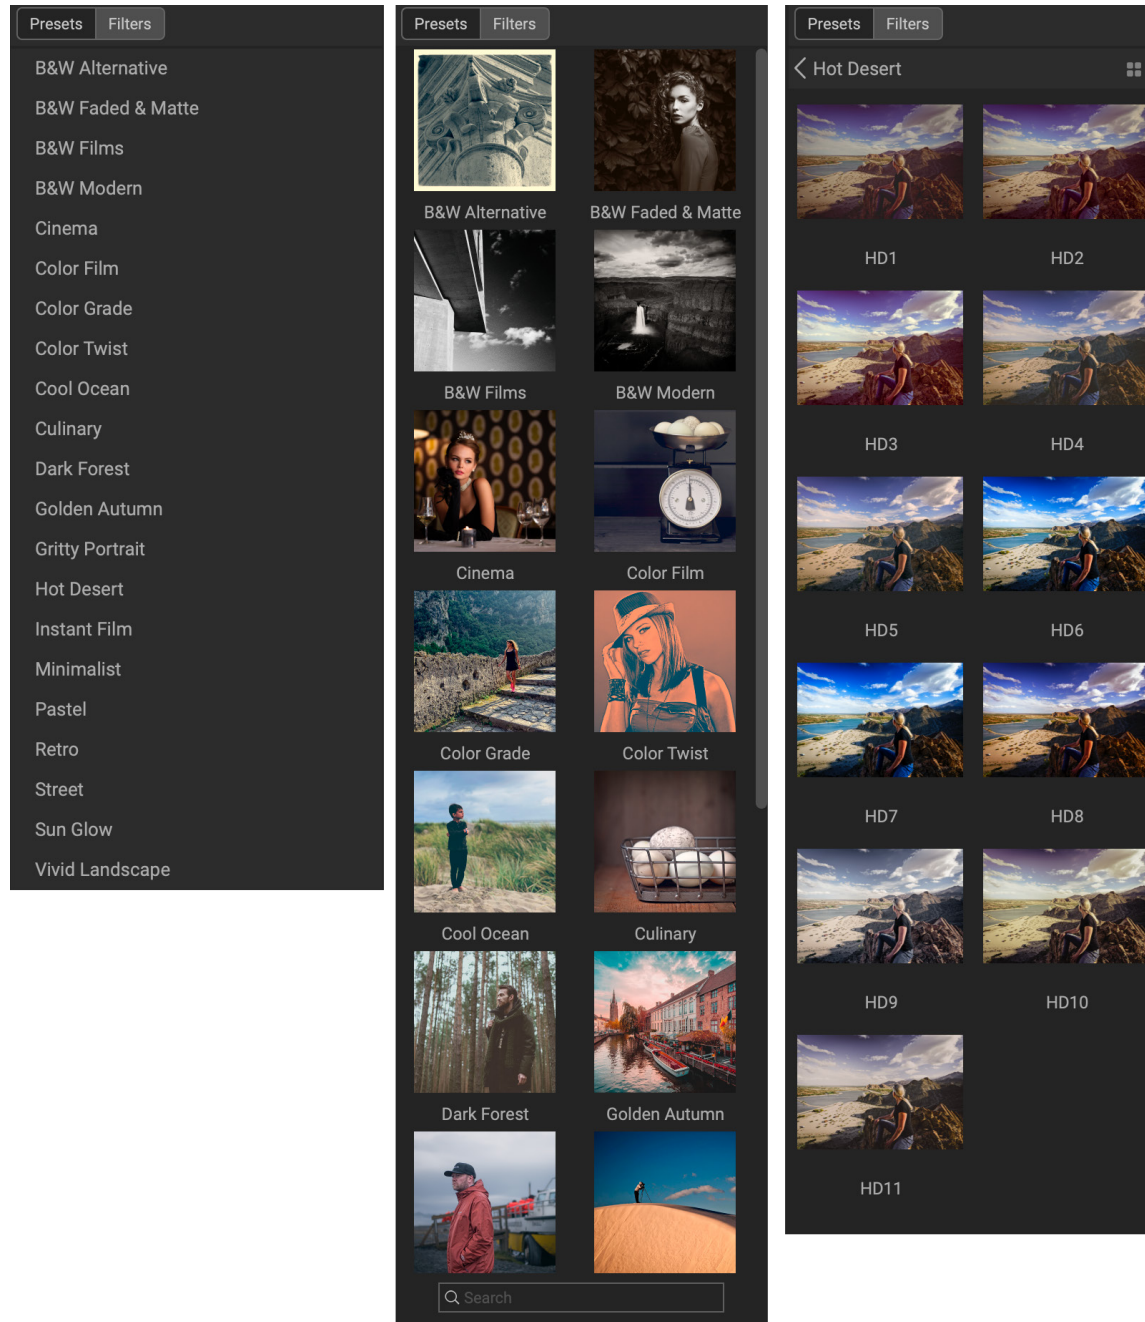 Presets Filters
B&W Alternative
B&W Faded & Matte
B&W Films
B&W Modern
Cinema
Color Film
Color Grade
Color Twist
Cool Ocean
Culinary
Dark Forest
Golden Autumn
Gritty Portrait
Hot Desert
Instant Film
Minimalist
Pastel
Retro
Street
Sun Glow
Vivid Landscape
Presets Filters
B&W Alternative B&W Faded & Matte
B&W Films B&W Modern
Cinema Color Film
Color Grade Color Twist
Cool Ocean Culinary
Dark Forest Golden Autumn
Search
Presets Filters
Hot Desert
HD1 HD2
HD3 HD4
HD5 HD6
HD7 HD8
HD9 HD10
HD11